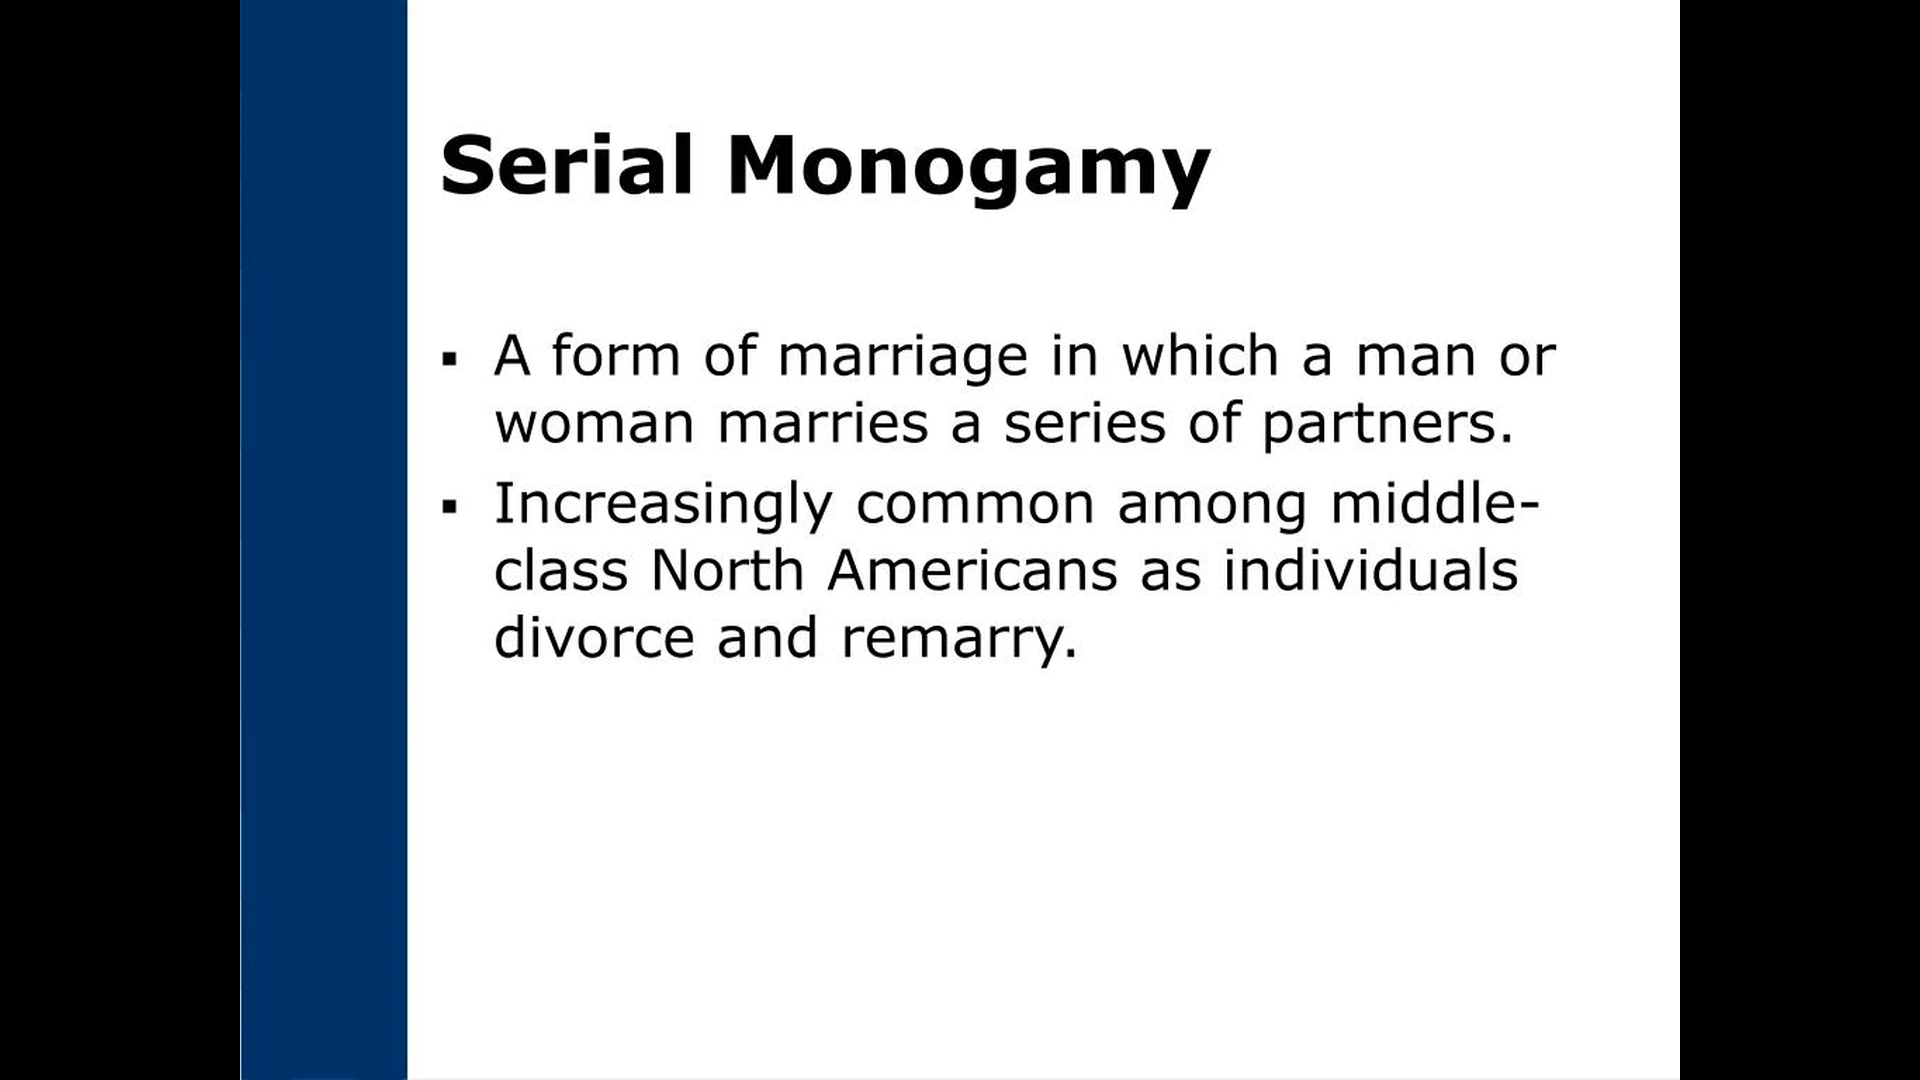 Serial Monogamy
▪ A form of marriage in which a man or
woman marries a series of partners.
▪ Increasingly common among middle-
class North Americans as individuals
divorce and remarry.